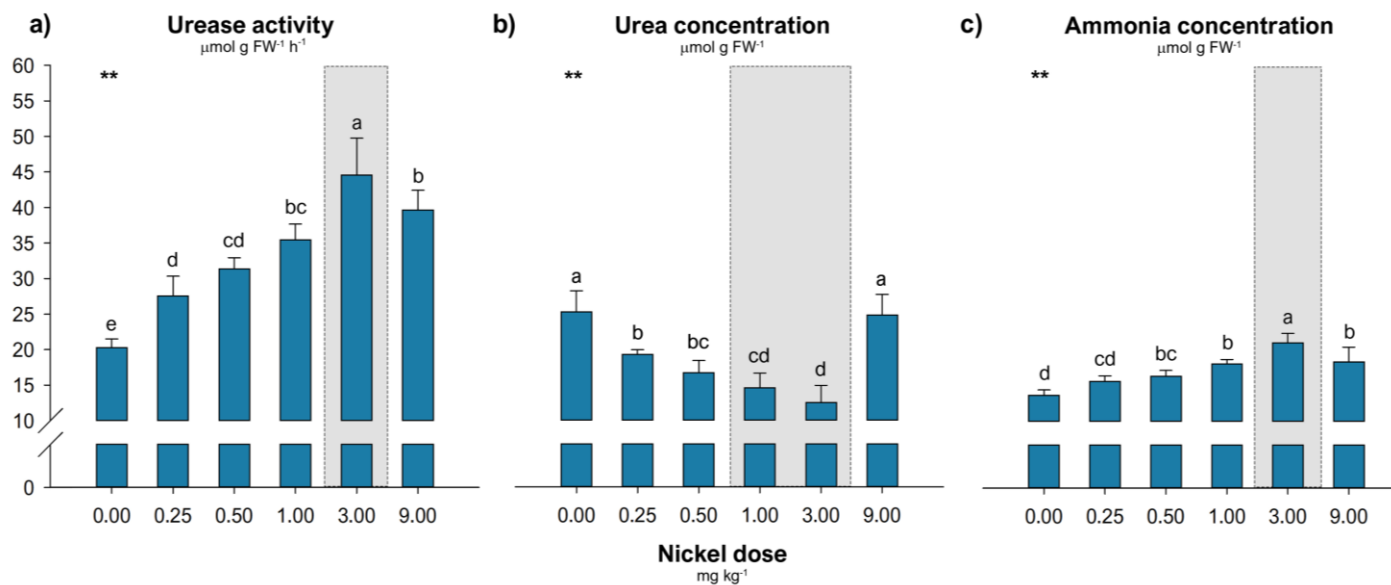 a) Urease activity
μmol g FW⁻¹ h⁻¹
b) Urea concentration
μmol g FW⁻¹
c) Ammonia concentration
μmol g FW⁻¹
60
55
50
45
40
35
30
25
20
15
10
0
**
e
d
cd
bc
a
b
0.00 0.25 0.50 1.00 3.00 9.00
**
a
b
bc
cd
d
a
0.00 0.25 0.50 1.00 3.00 9.00
**
d
cd
bc
b
a
b
0.00 0.25 0.50 1.00 3.00 9.00
Nickel dose
mg kg⁻¹